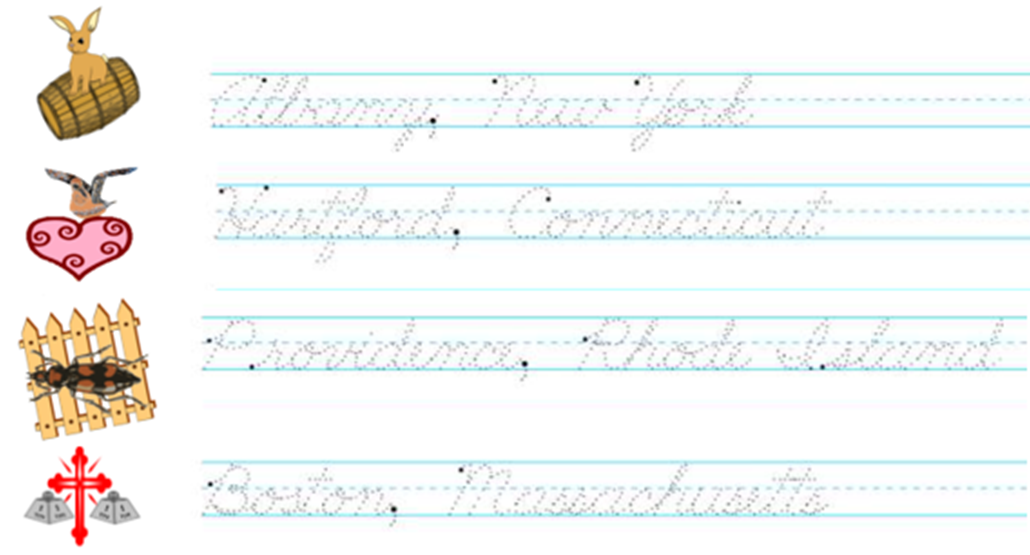 Albany, New York
Hartford, Connecticut
Providence, Rhode Island
Boston, Massachusetts